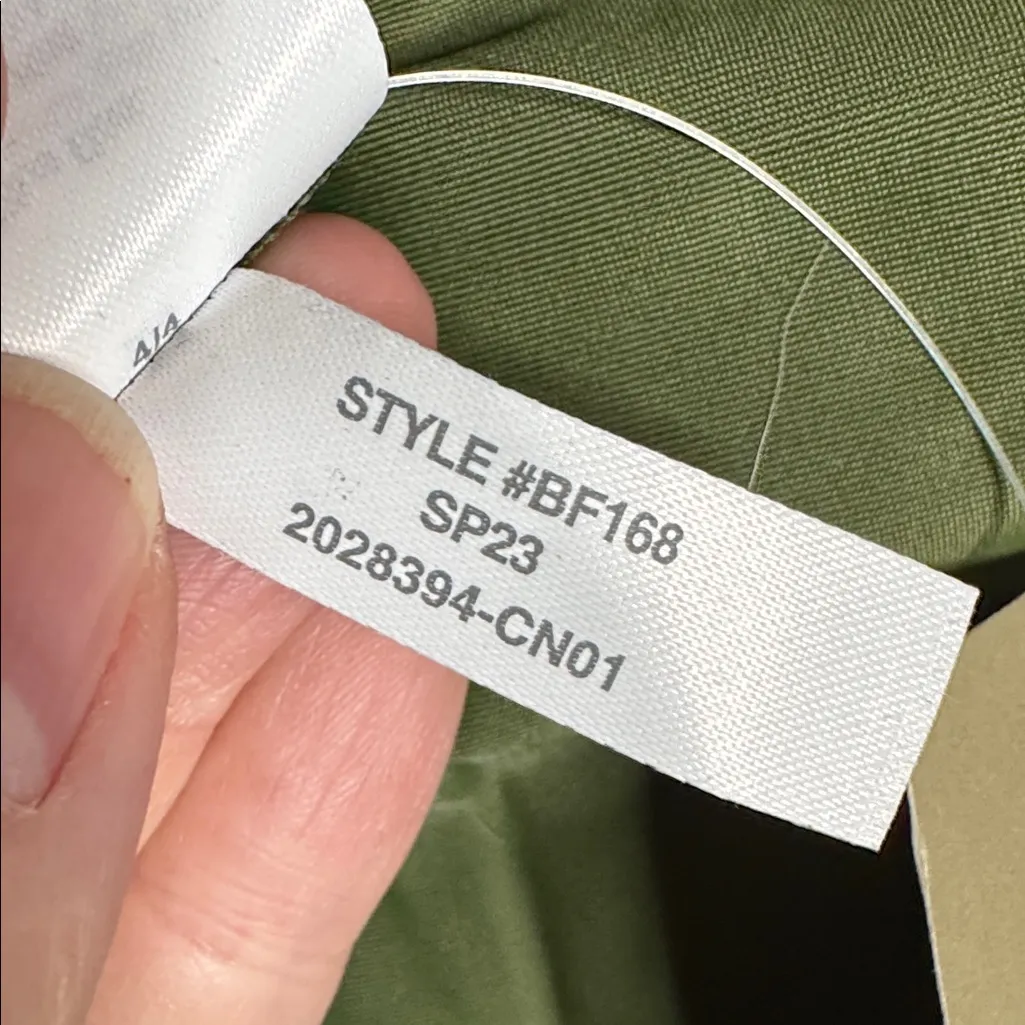 4/4
STYLE #BF168
SP23
2028394-CN01